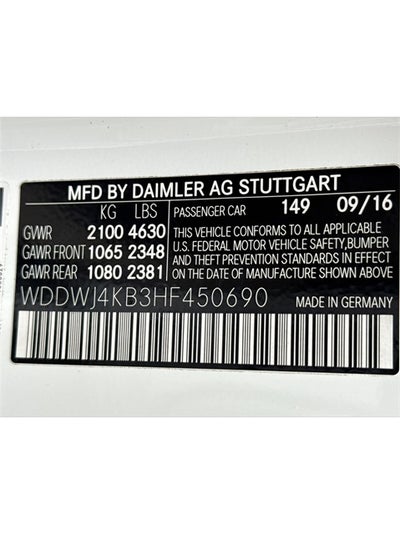 MFD BY DAIMLER AG STUTTGART
KG LBS
GVWR 2100 4630
GAWR FRONT 1065 2348
GAWR REAR 1080 2381
PASSENGER CAR 149 09/16
THIS VEHICLE CONFORMS TO ALL APPLICABLE
U.S. FEDERAL MOTOR VEHICLE SAFETY, BUMPER
AND THEFT PREVENTION STANDARDS IN EFFECT
ON THE DATE OF MANUFACTURE SHOWN ABOVE
WDDWJ4KB3HF450690 MADE IN GERMANY